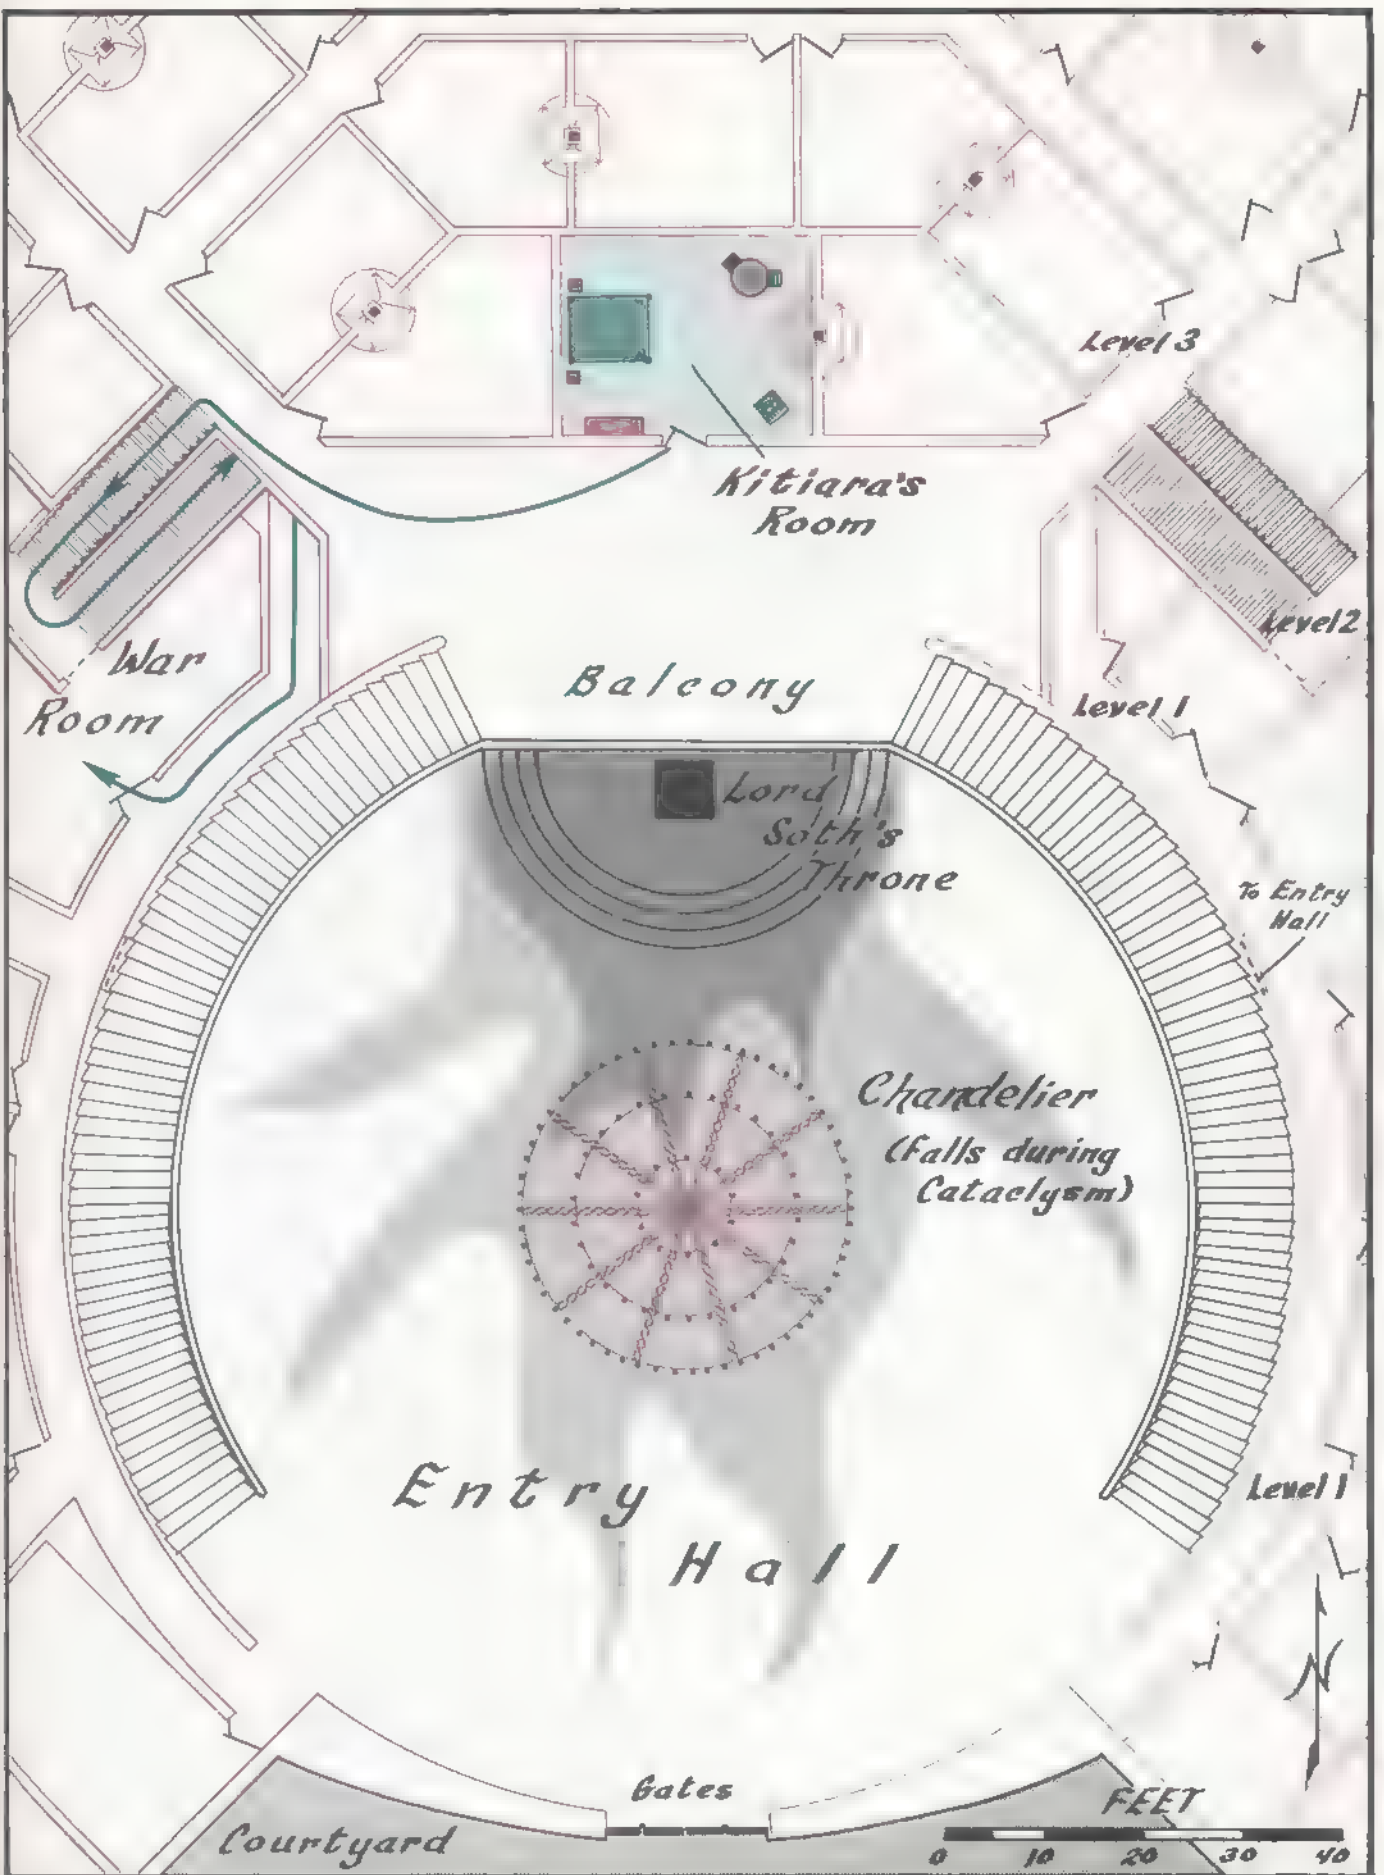 Level 3
Kitiara's
Room
Level 2
War
Room
Balcony
Level 1
Lord
Soth's
Throne
To Entry
Hall
Chandelier
(Falls during
Cataclysm)
Entry
Hall
Level 1
N
Gates
FEET
Courtyard
0 10 20 30 40